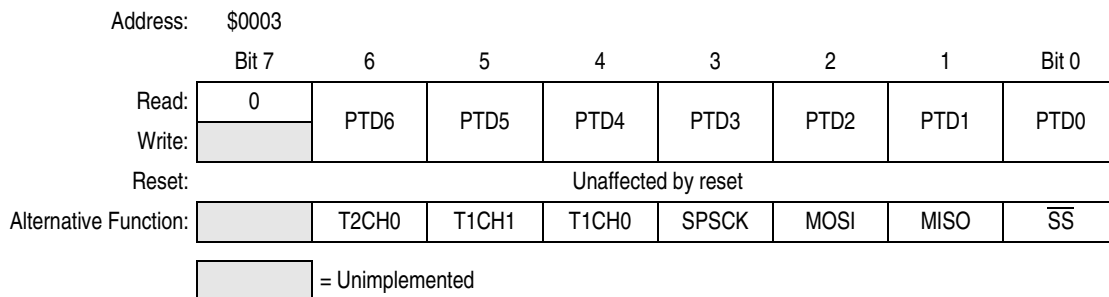 Address: $0003
Bit 7 6 5 4 3 2 1 Bit 0
Read: 0 PTD6 PTD5 PTD4 PTD3 PTD2 PTD1 PTD0
Write:
Reset: Unaffected by reset
Alternative Function: T2CH0 T1CH1 T1CH0 SPSCK MOSI MISO S̅S̅
= Unimplemented